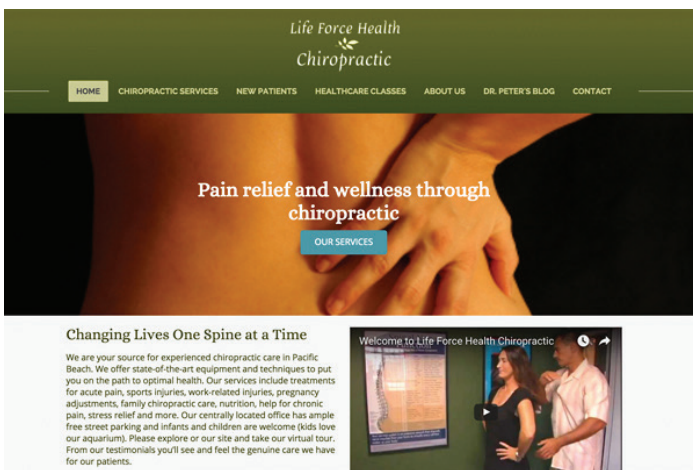 Life Force Health
Chiropractic
HOME CHIROPRACTIC SERVICES NEW PATIENTS HEALTHCARE CLASSES ABOUT US DR. PETER'S BLOG CONTACT
Pain relief and wellness through
chiropractic
OUR SERVICES
Changing Lives One Spine at a Time
We are your source for experienced chiropractic care in Pacific
Beach. We offer state-of-the-art equipment and techniques to put
you on the path to optimal health. Our services include treatments
for acute pain, sports injuries, work-related injuries, pregnancy
adjustments, family chiropractic care, nutrition, help for chronic
pain, stress relief and more. Our centrally located office has ample
free street parking and infants and children are welcome (kids love
our aquarium). Please explore or our site and take our virtual tour.
From our testimonials you'll see and feel the genuine care we have
for our patients.
Welcome to Life Force Health Chiropractic